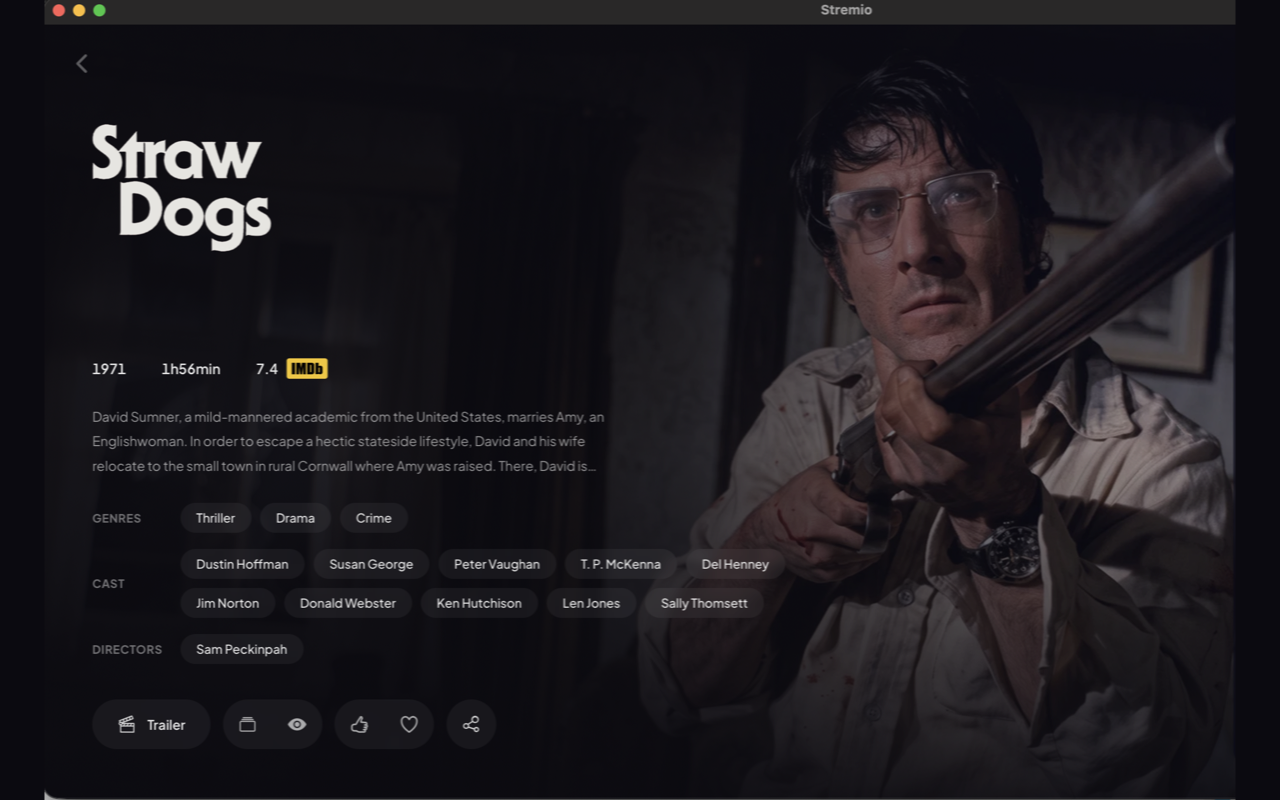 Stremio
Straw
Dogs
1971 1h56min 7.4 IMDb
David Sumner, a mild-mannered academic from the United States, marries Amy, an
Englishwoman. In order to escape a hectic stateside lifestyle, David and his wife
relocate to the small town in rural Cornwall where Amy was raised. There, David is...
GENRES Thriller Drama Crime
CAST
Dustin Hoffman Susan George Peter Vaughan T. P. McKenna Del Henney
Jim Norton Donald Webster Ken Hutchison Len Jones Sally Thomsett
DIRECTORS Sam Peckinpah
Trailer